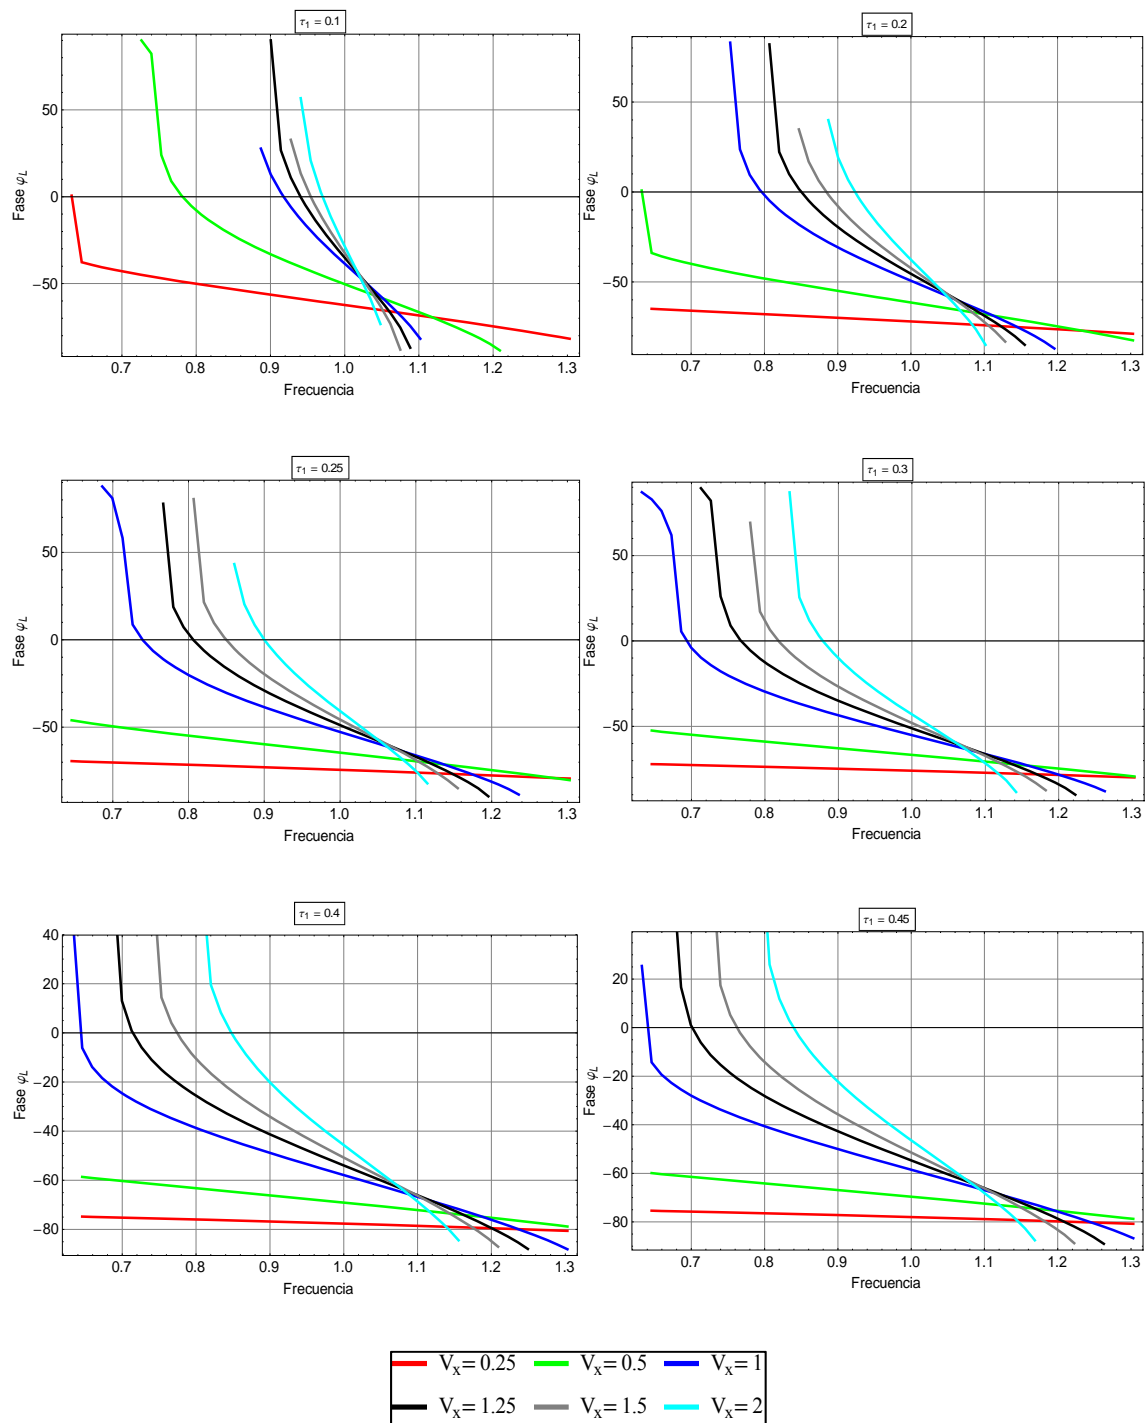 τ1 = 0.1
50
0
−50
Fase φL
0.7 0.8 0.9 1.0 1.1 1.2 1.3
Frecuencia
τ1 = 0.2
50
0
−50
Fase φL
0.7 0.8 0.9 1.0 1.1 1.2 1.3
Frecuencia
τ1 = 0.25
50
0
−50
Fase φL
0.7 0.8 0.9 1.0 1.1 1.2 1.3
Frecuencia
τ1 = 0.3
50
0
−50
Fase φL
0.7 0.8 0.9 1.0 1.1 1.2 1.3
Frecuencia
τ1 = 0.4
40
20
0
−20
−40
−60
−80
Fase φL
0.7 0.8 0.9 1.0 1.1 1.2 1.3
Frecuencia
τ1 = 0.45
20
0
−20
−40
−60
−80
Fase φL
0.7 0.8 0.9 1.0 1.1 1.2 1.3
Frecuencia
Vx= 0.25 Vx= 0.5 Vx= 1
Vx= 1.25 Vx= 1.5 Vx= 2